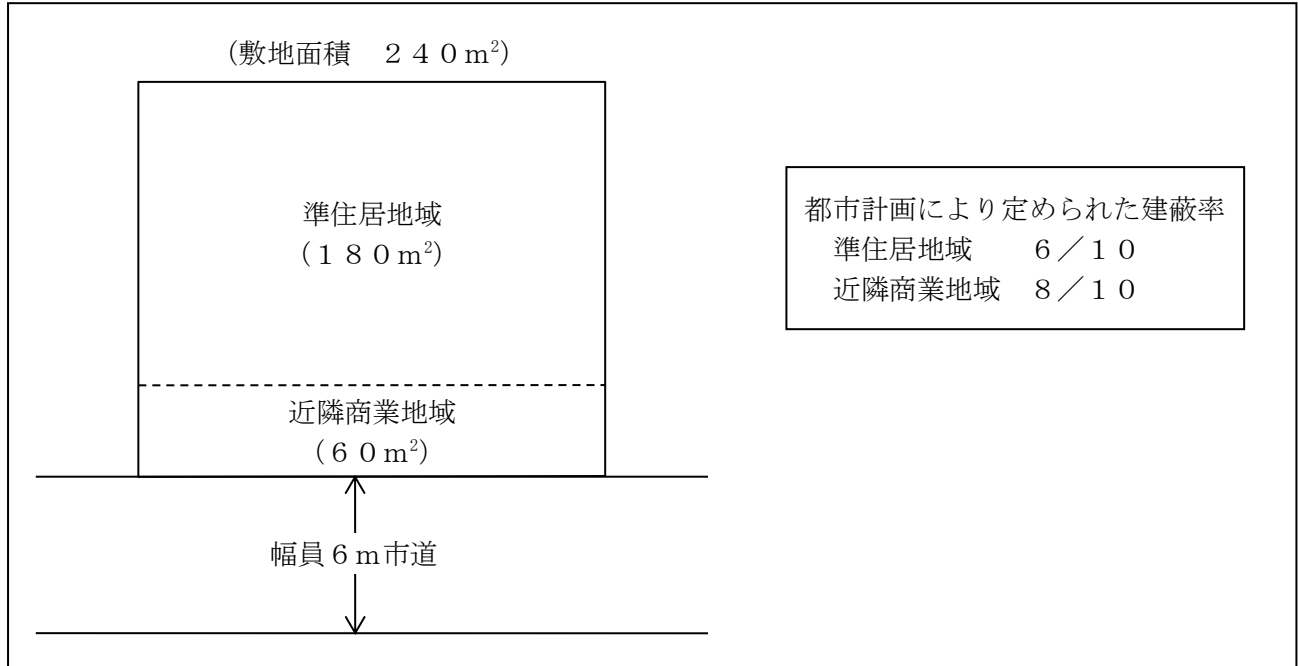 (敷地面積　２４０m²)
準住居地域
(１８０m²)
都市計画により定められた建蔽率
準住居地域　　６／１０
近隣商業地域　８／１０
近隣商業地域
(６０m²)
幅員６m市道